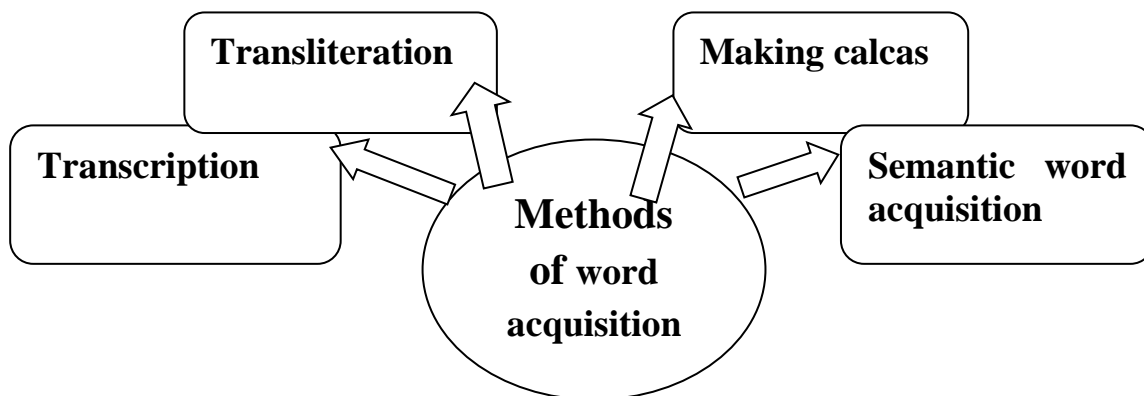 Transliteration
Making calcas
Transcription
Semantic word
acquisition
Methods
of word
acquisition